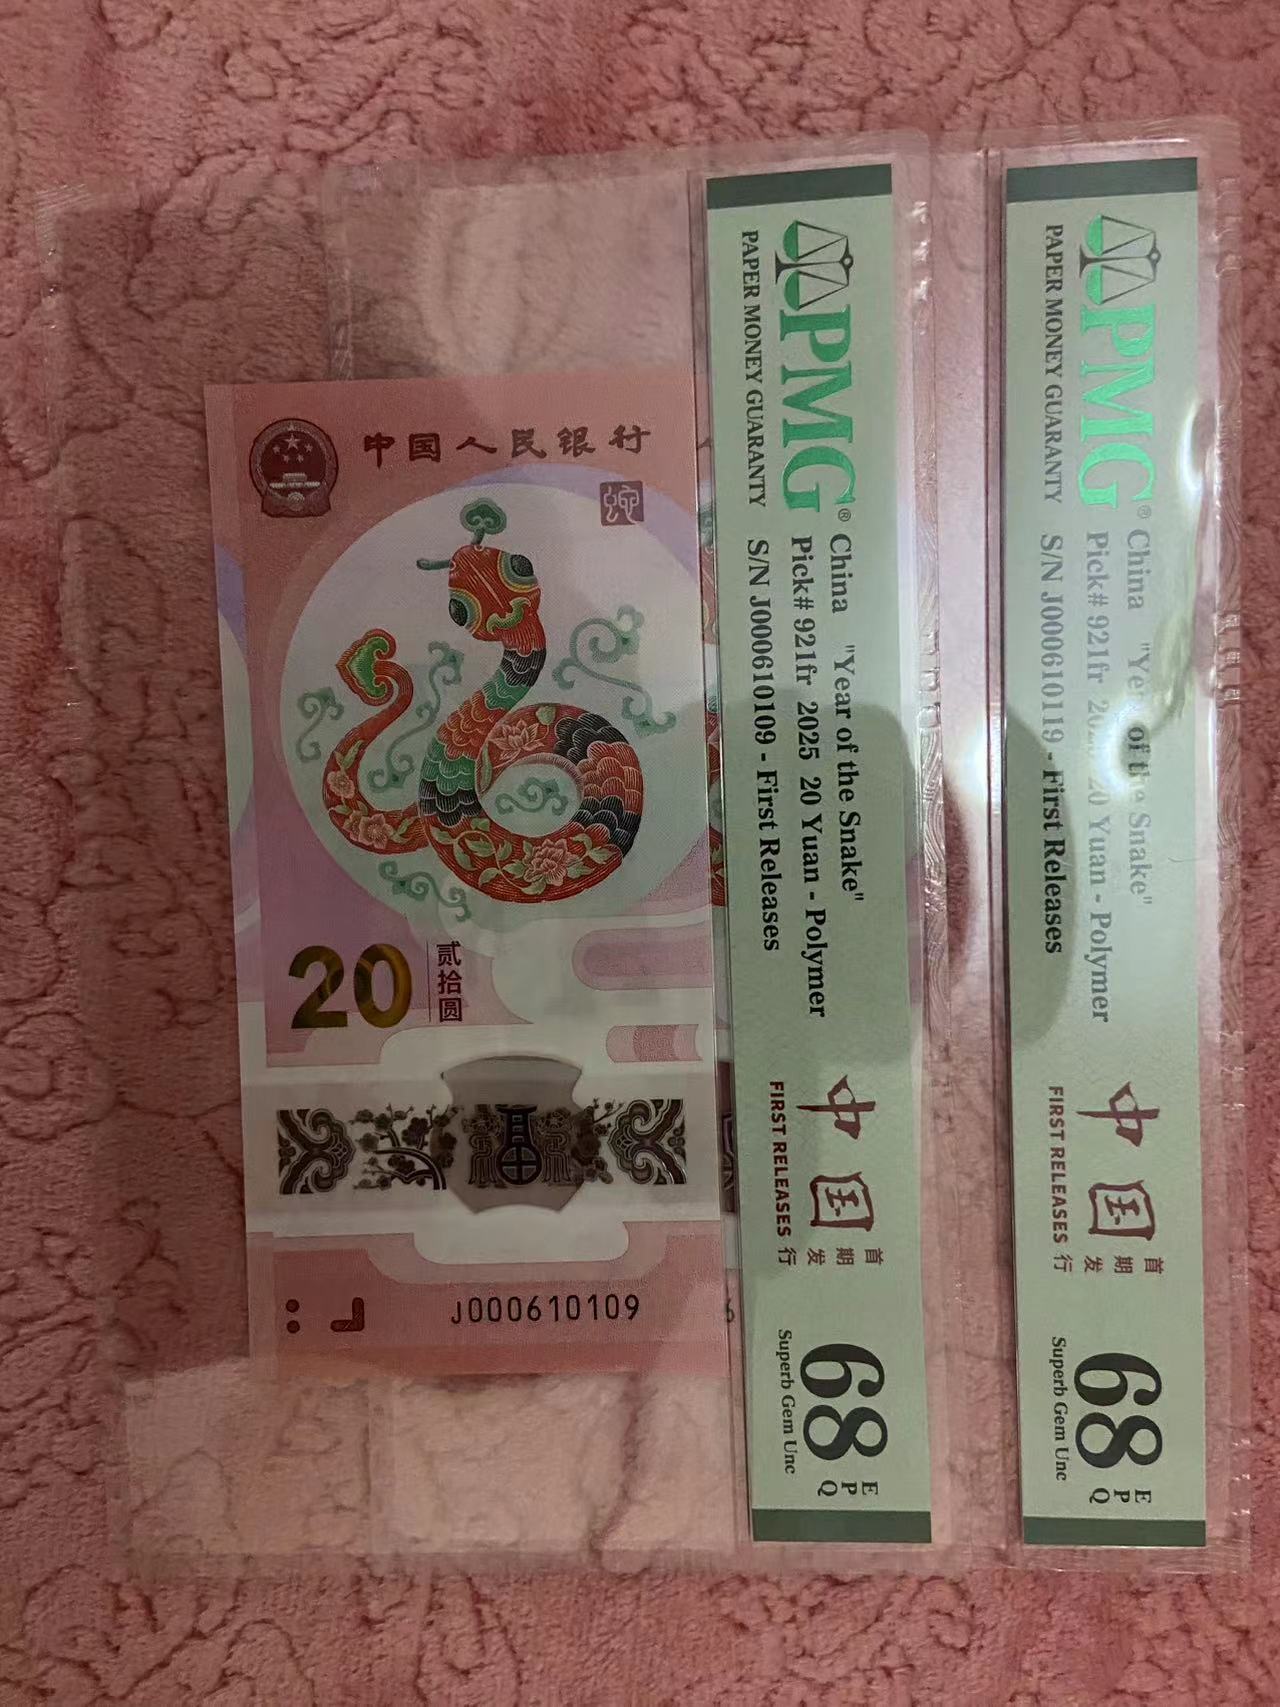 中国人民银行
蛇
20
贰拾圆
J000610109
PMG®
PAPER MONEY GUARANTY
China "Year of the Snake"
Pick# 921fr 2025 20 Yuan - Polymer
S/N J000610109 - First Releases
中国
首期发行
FIRST RELEASES
68
EPQ
Superb Gem Unc
PMG®
PAPER MONEY GUARANTY
China "Year of the Snake"
Pick# 921fr 20 Yuan - Polymer
S/N J000610119 - First Releases
中国
首期发行
FIRST RELEASES
68
EPQ
Superb Gem Unc